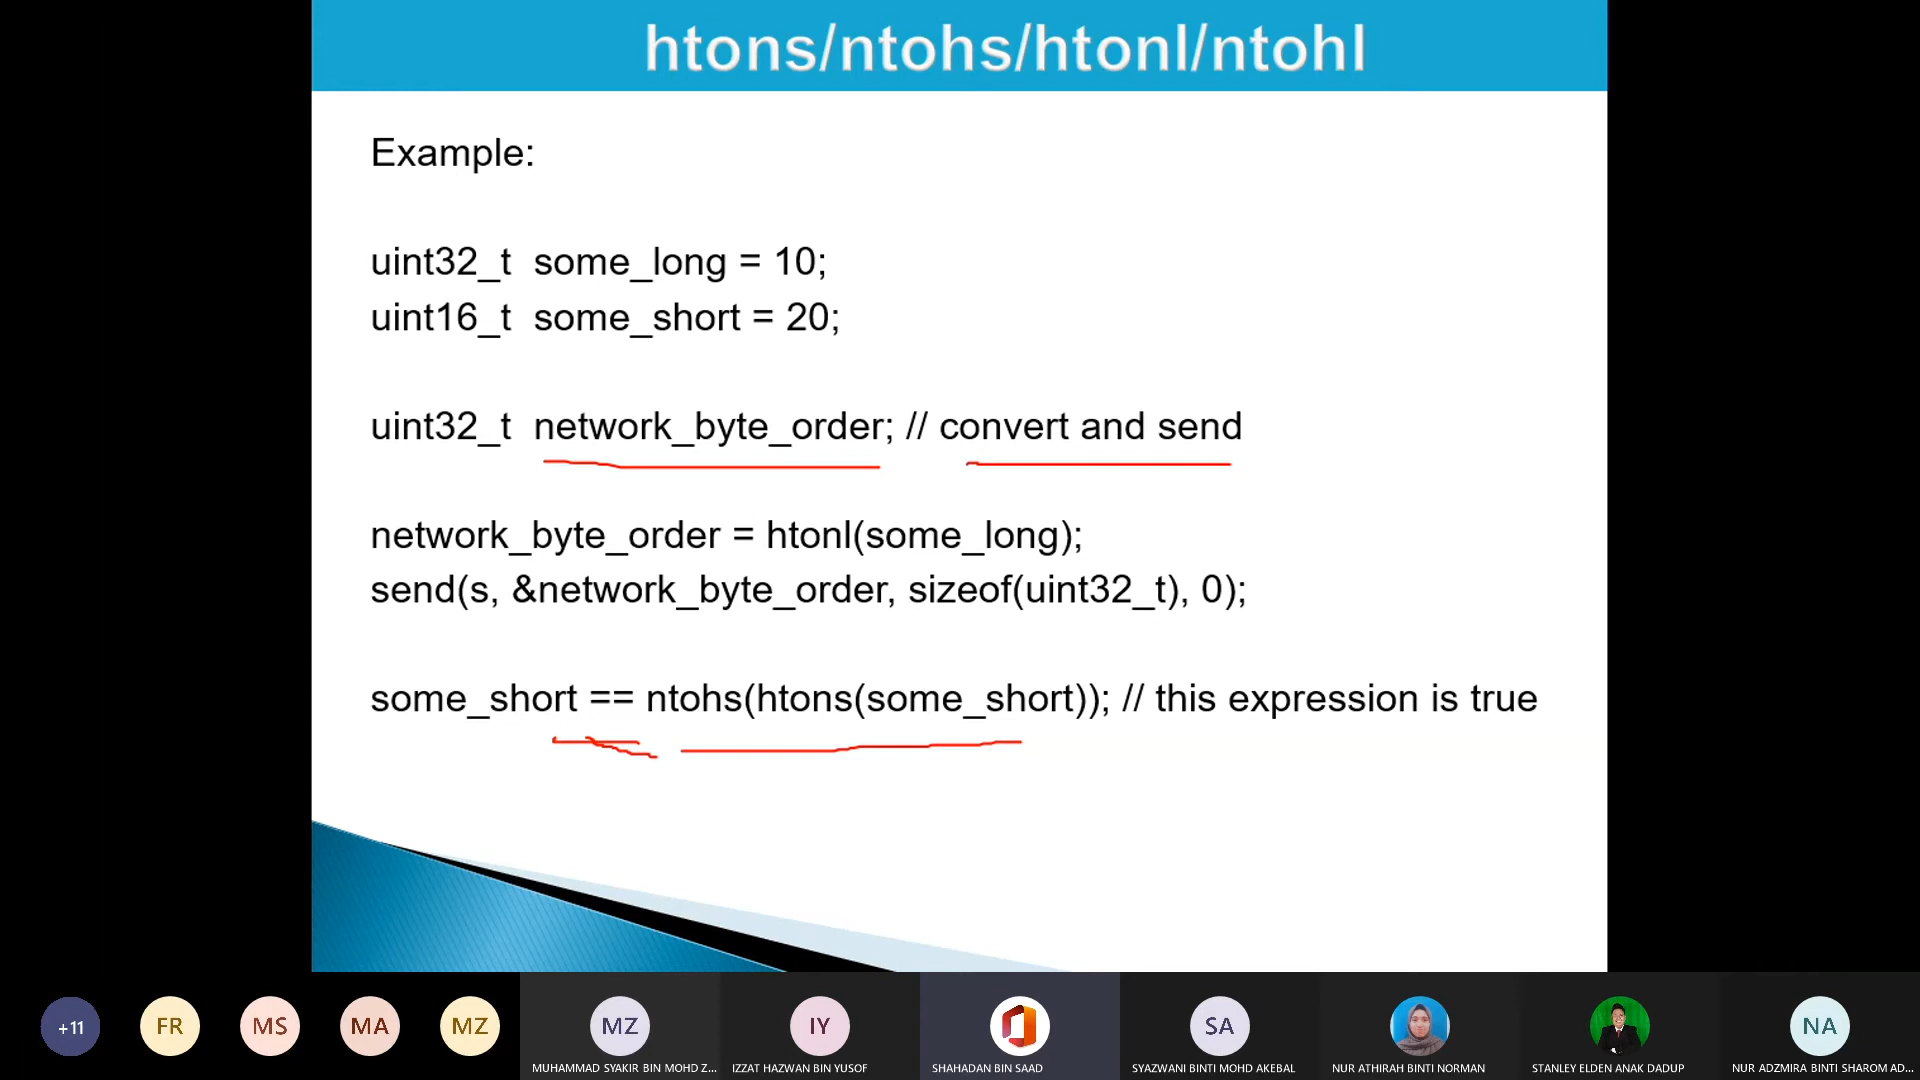 htons/ntohs/htonl/ntohl
Example:
uint32_t some_long = 10;
uint16_t some_short = 20;
uint32_t network_byte_order; // convert and send
network_byte_order = htonl(some_long);
send(s, &network_byte_order, sizeof(uint32_t), 0);
some_short == ntohs(htons(some_short)); // this expression is true
+11 FR MS MA MZ MZ IY SA NA
MUHAMMAD SYAKIR BIN MOHD Z... IZZAT HAZWAN BIN YUSOF SHAHADAN BIN SAAD SYAZWANI BINTI MOHD AKEBAL NUR ATHIRAH BINTI NORMAN STANLEY ELDEN ANAK DADUP NUR ADZMIRA BINTI SHAROM AD...